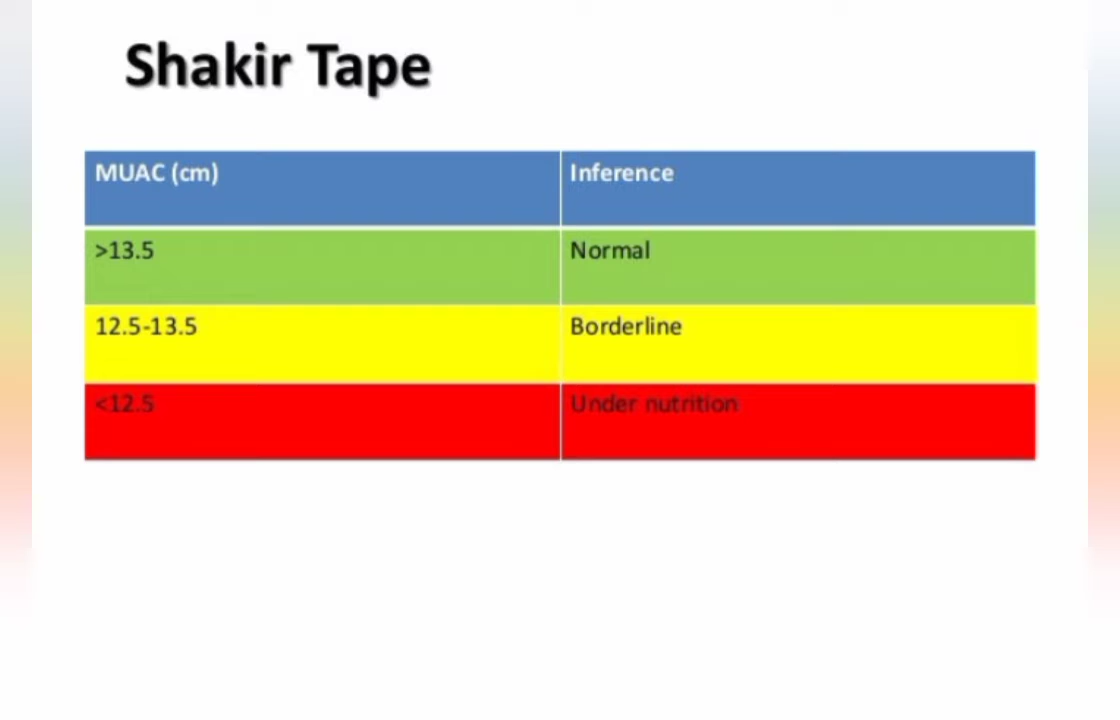 Shakir Tape
MUAC (cm) Inference
>13.5 Normal
12.5-13.5 Borderline
<12.5 Under nutrition